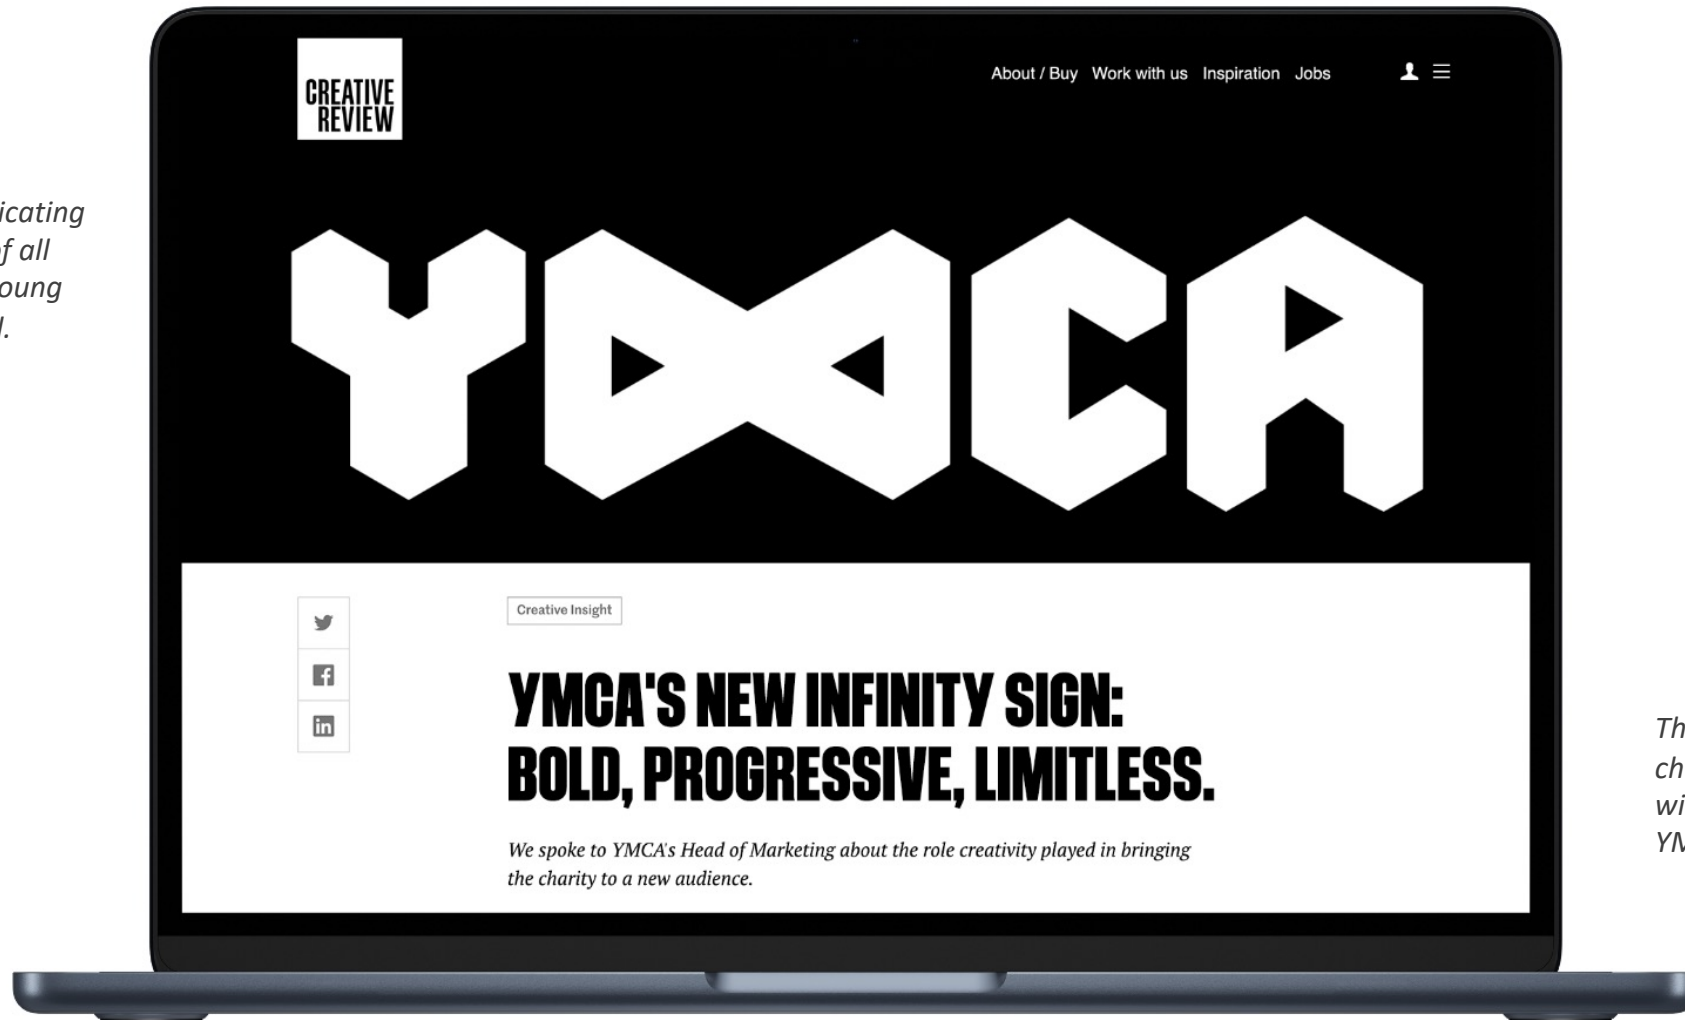 CREATIVE
REVIEW
About / Buy Work with us Inspiration Jobs
of all
YMCA
Creative Insight
YMCA'S NEW INFINITY SIGN:
BOLD, PROGRESSIVE, LIMITLESS.
We spoke to YMCA's Head of Marketing about the role creativity played in bringing
the charity to a new audience.